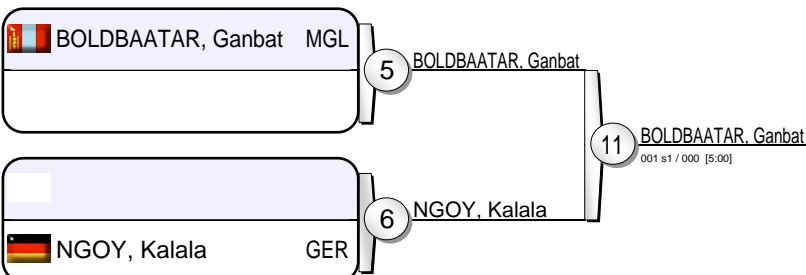 BOLDBAATAR, Ganbat MGL
5
BOLDBAATAR, Ganbat
11
BOLDBAATAR, Ganbat
001 s1 / 000 [5:00]
6
NGOY, Kalala
NGOY, Kalala GER